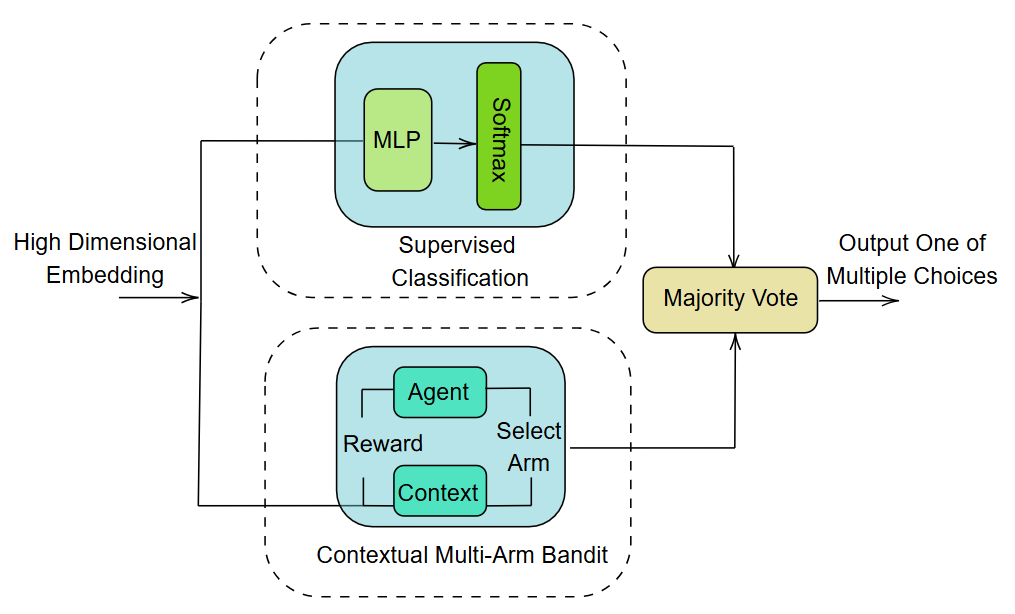 High Dimensional
Embedding
MLP
Softmax
Supervised
Classification
Agent
Reward
Select
Arm
Context
Contextual Multi-Arm Bandit
Majority Vote
Output One of
Multiple Choices